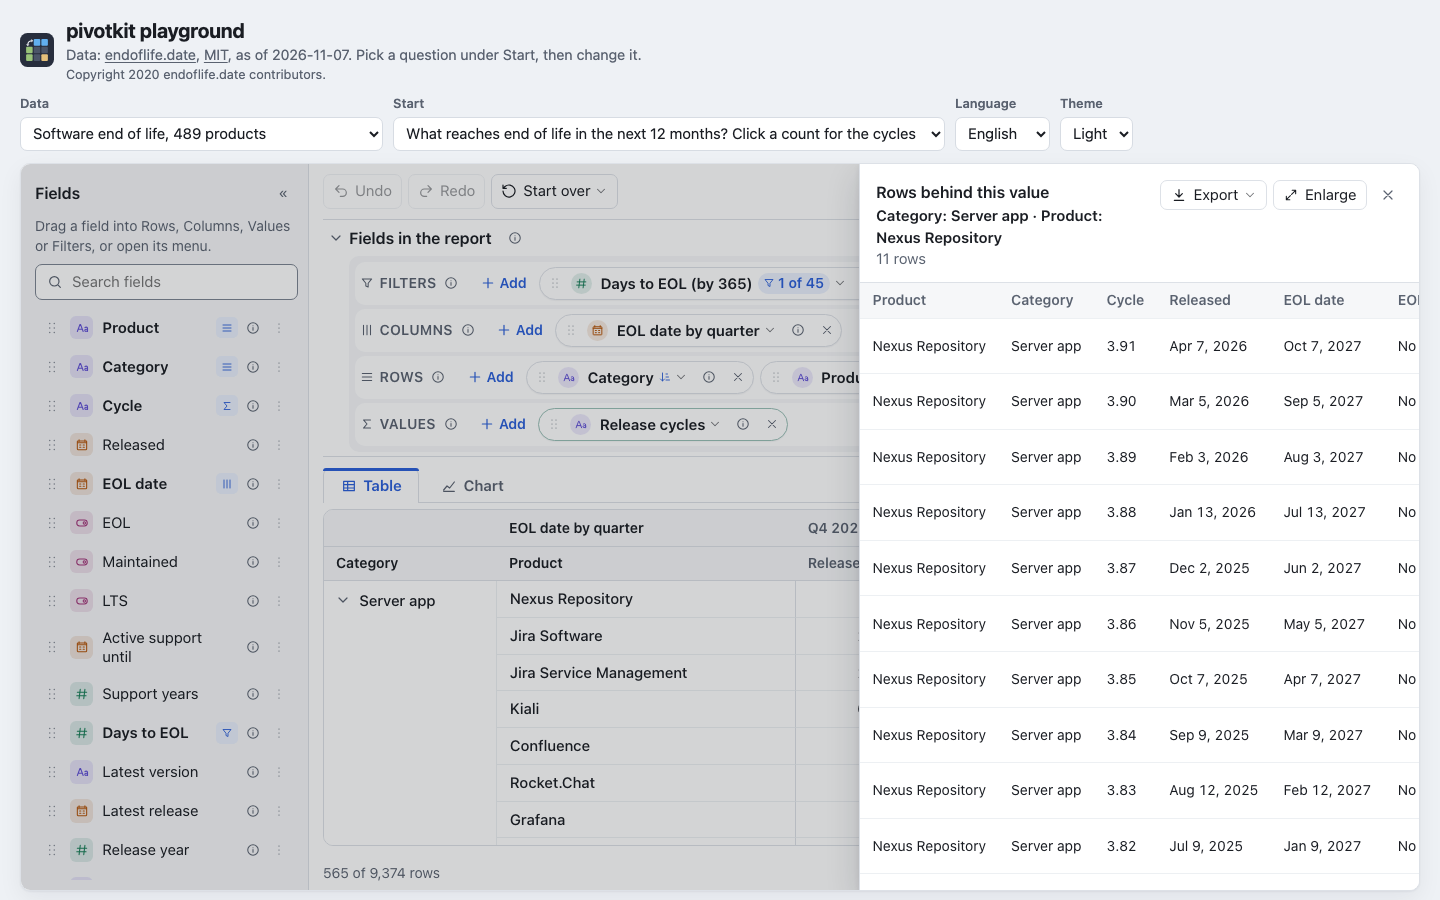 pivotkit playground
Data: endoflife.date, MIT, as of 2026-11-07. Pick a question under Start, then change it.
Copyright 2020 endoflife.date contributors.
Data
Start
Language
Theme
Software end of life, 489 products
What reaches end of life in the next 12 months? Click a count for the cycles
English
Light
Fields
«
Drag a field into Rows, Columns, Values
or Filters, or open its menu.
Search fields
Aa Product
Aa Category
Aa Cycle Σ
Released
EOL date
EOL
Maintained
LTS
Active support
until
# Support years
# Days to EOL
Aa Latest version
Latest release
# Release year
Undo
Redo
Start over
Fields in the report
FILTERS + Add # Days to EOL (by 365) 1 of 45
COLUMNS + Add EOL date by quarter
ROWS + Add Aa Category Aa
Σ VALUES + Add Aa Release cycles
Table
Chart
EOL date by quarter
Category
Product
Server app
Nexus Repository
Jira Software
Jira Service Management
Kiali
Confluence
Rocket.Chat
Grafana
565 of 9,374 rows
Rows behind this value
Category: Server app · Product:
Nexus Repository
11 rows
Export
Enlarge
Product Category Cycle Released EOL date
Nexus Repository Server app 3.91 Apr 7, 2026 Oct 7, 2027 No
Nexus Repository Server app 3.90 Mar 5, 2026 Sep 5, 2027 No
Nexus Repository Server app 3.89 Feb 3, 2026 Aug 3, 2027 No
Nexus Repository Server app 3.88 Jan 13, 2026 Jul 13, 2027 No
Nexus Repository Server app 3.87 Dec 2, 2025 Jun 2, 2027 No
Nexus Repository Server app 3.86 Nov 5, 2025 May 5, 2027 No
Nexus Repository Server app 3.85 Oct 7, 2025 Apr 7, 2027 No
Nexus Repository Server app 3.84 Sep 9, 2025 Mar 9, 2027 No
Nexus Repository Server app 3.83 Aug 12, 2025 Feb 12, 2027 No
Nexus Repository Server app 3.82 Jul 9, 2025 Jan 9, 2027 No